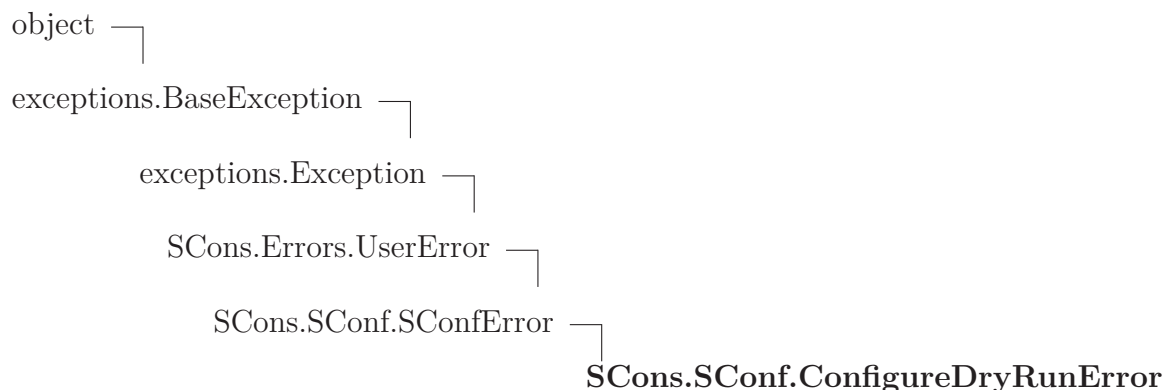 object
exceptions.BaseException
exceptions.Exception
SCons.Errors.UserError
SCons.SConf.SConfError
SCons.SConf.ConfigureDryRunError